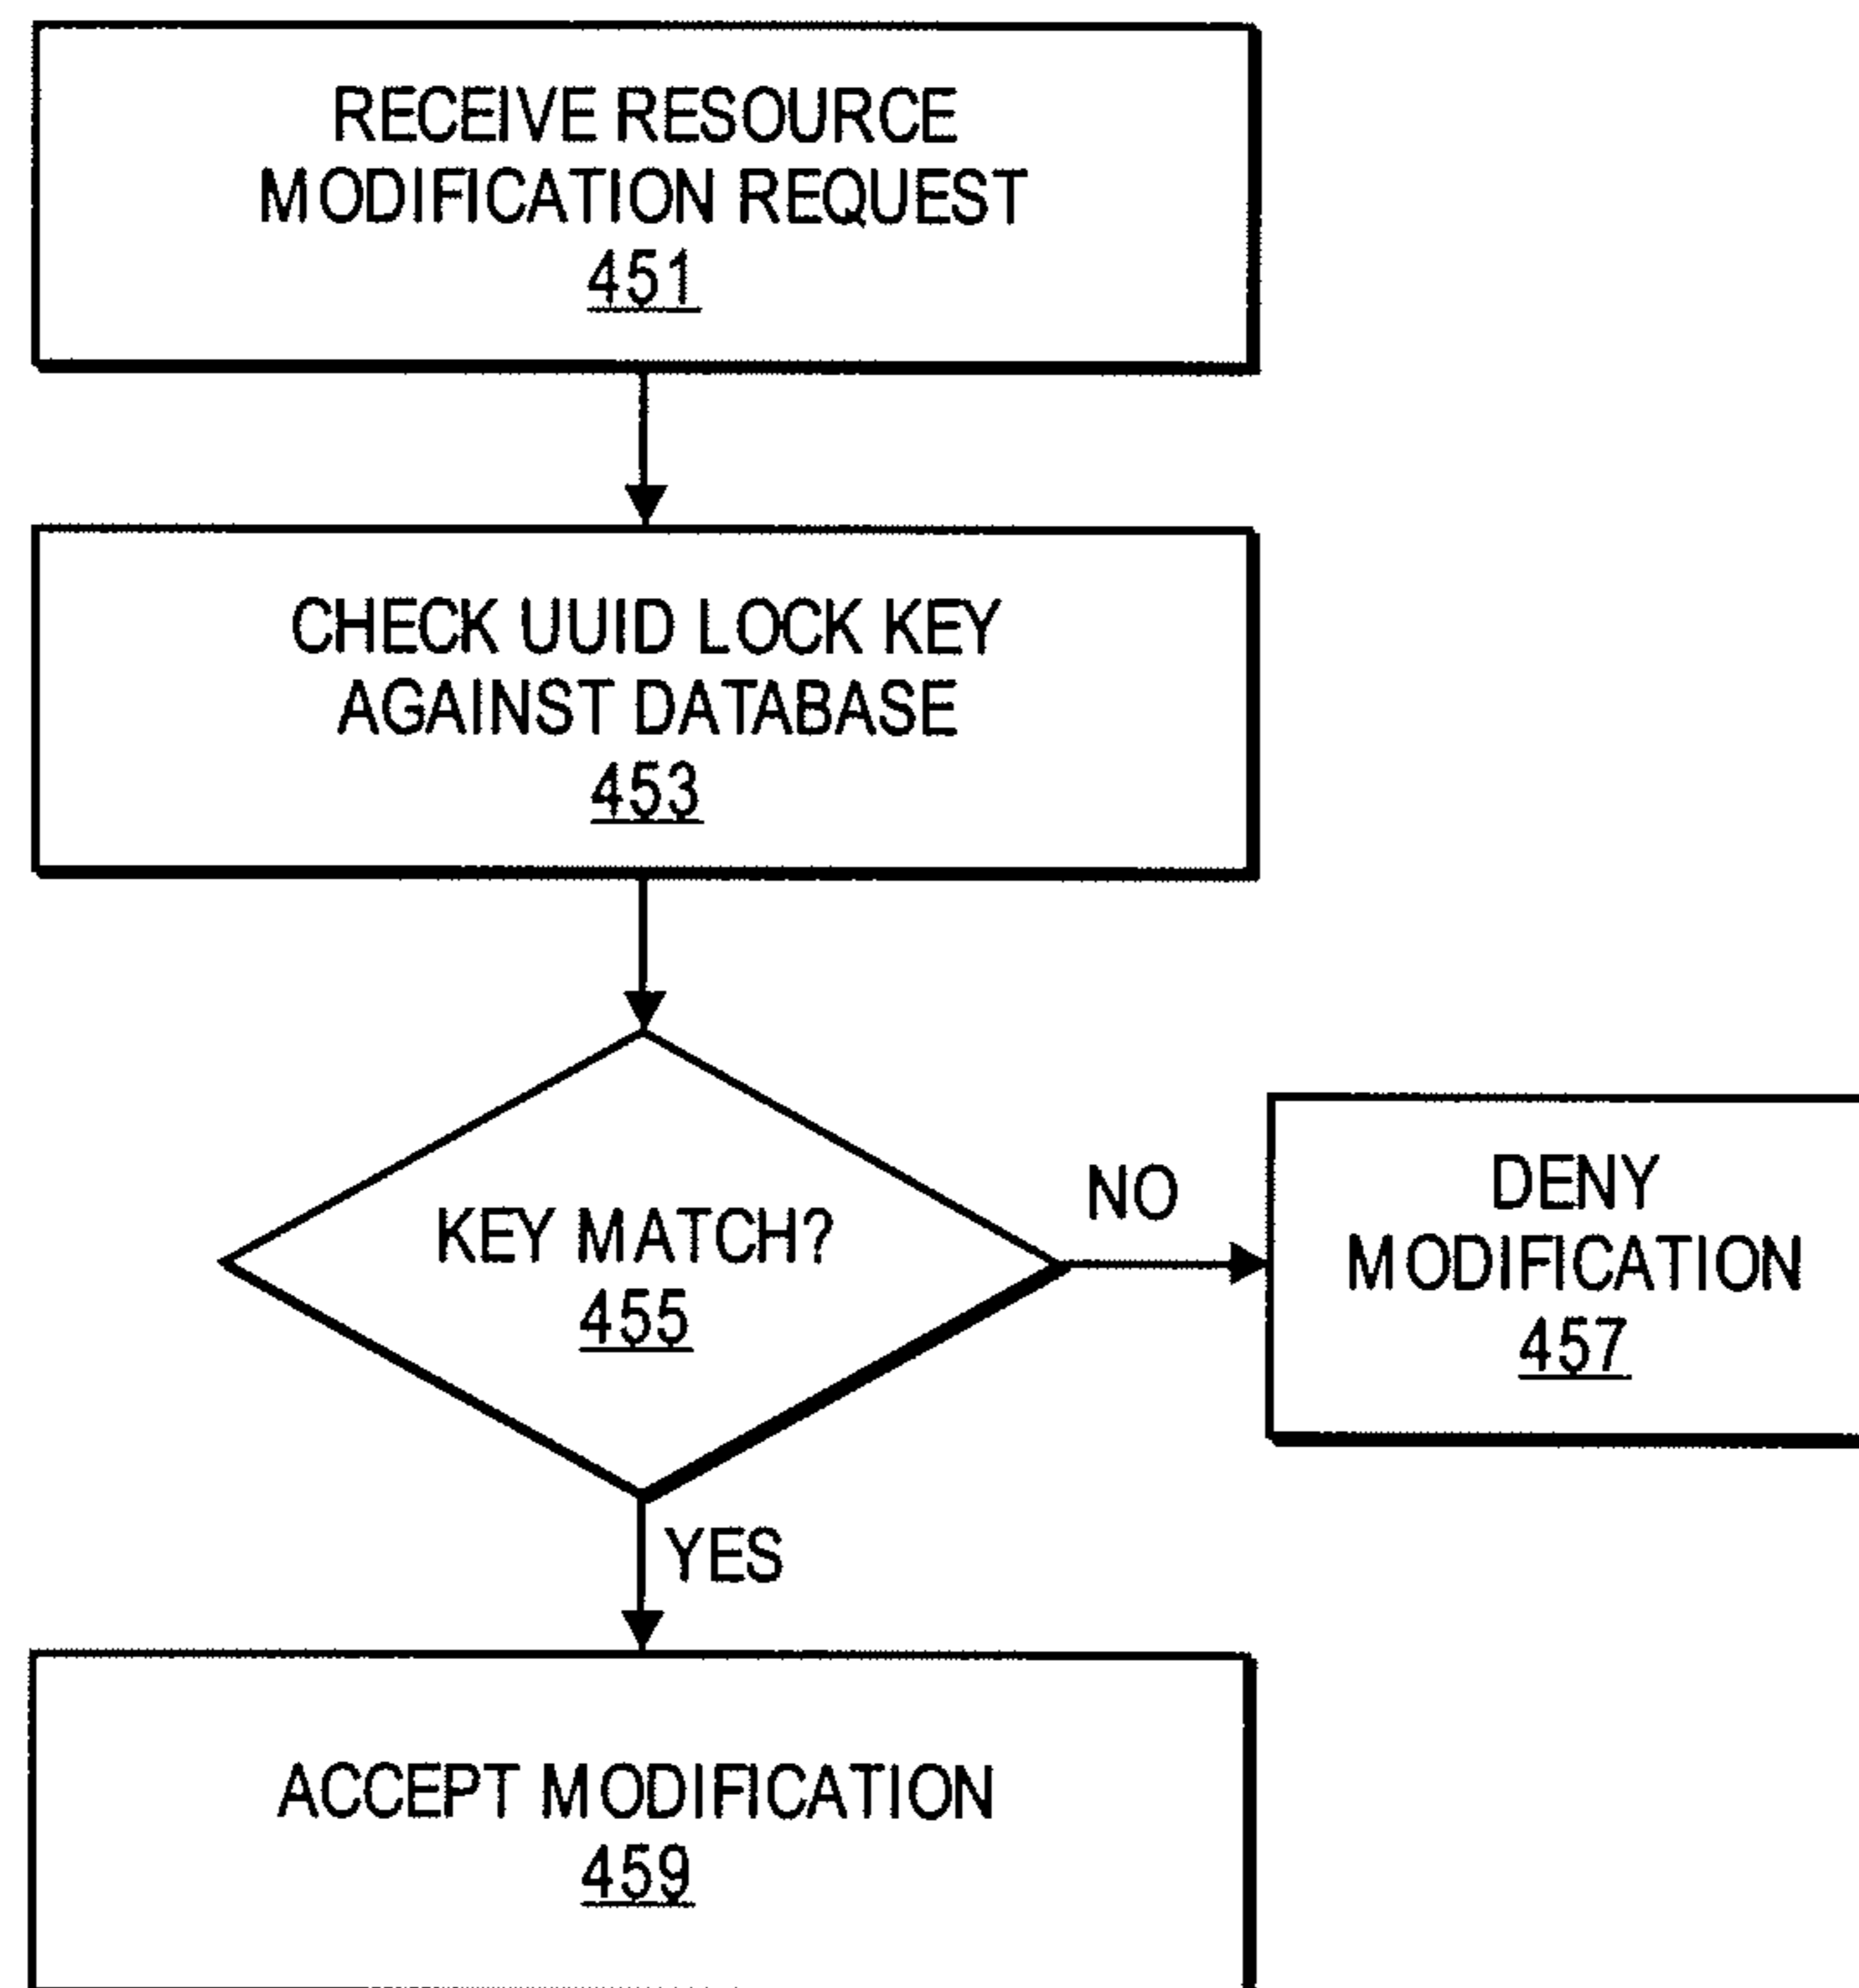 RECEIVE RESOURCE
MODIFICATION REQUEST
451
CHECK UUID LOCK KEY
AGAINST DATABASE
453
KEY MATCH?
455
NO
DENY
MODIFICATION
457
YES
ACCEPT MODIFICATION
459